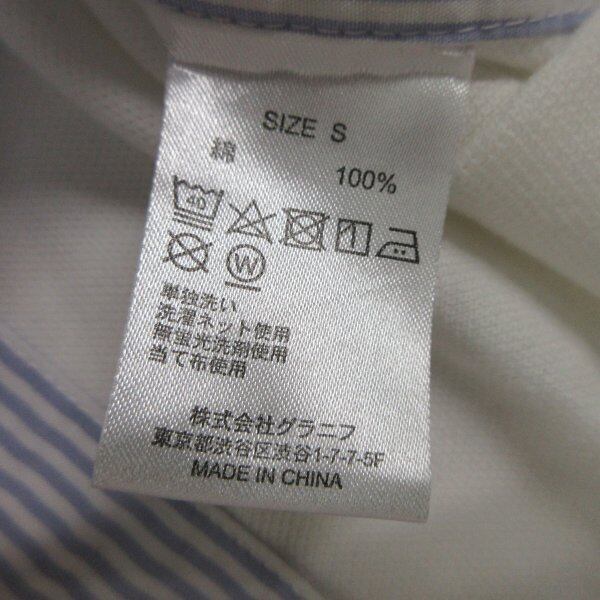 SIZE S
綿
100%
40
W
単独洗い
洗濯ネット使用
無蛍光洗剤使用
当て布使用
株式会社グラニフ
東京都渋谷区渋谷1-7-7-5F
MADE IN CHINA